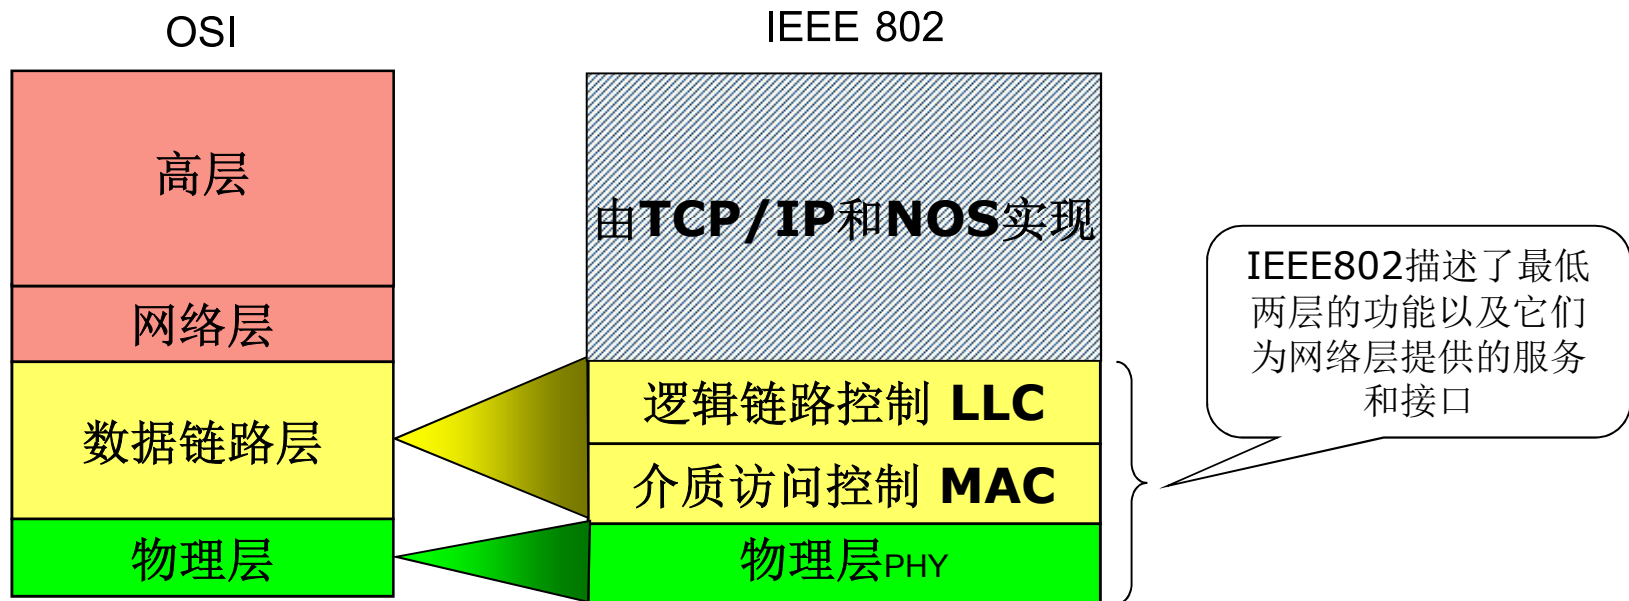 OSI
IEEE 802
高层
网络层
数据链路层
物理层
由TCP/IP和NOS实现
逻辑链路控制 LLC
介质访问控制 MAC
物理层PHY
IEEE802描述了最低
两层的功能以及它们
为网络层提供的服务
和接口